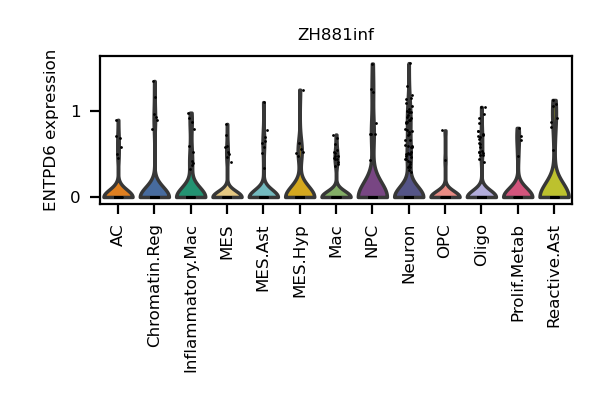 ZH881inf
ENTPD6 expression
1
0
AC
Chromatin.Reg
Inflammatory.Mac
MES
MES.Ast
MES.Hyp
Mac
NPC
Neuron
OPC
Oligo
Prolif.Metab
Reactive.Ast